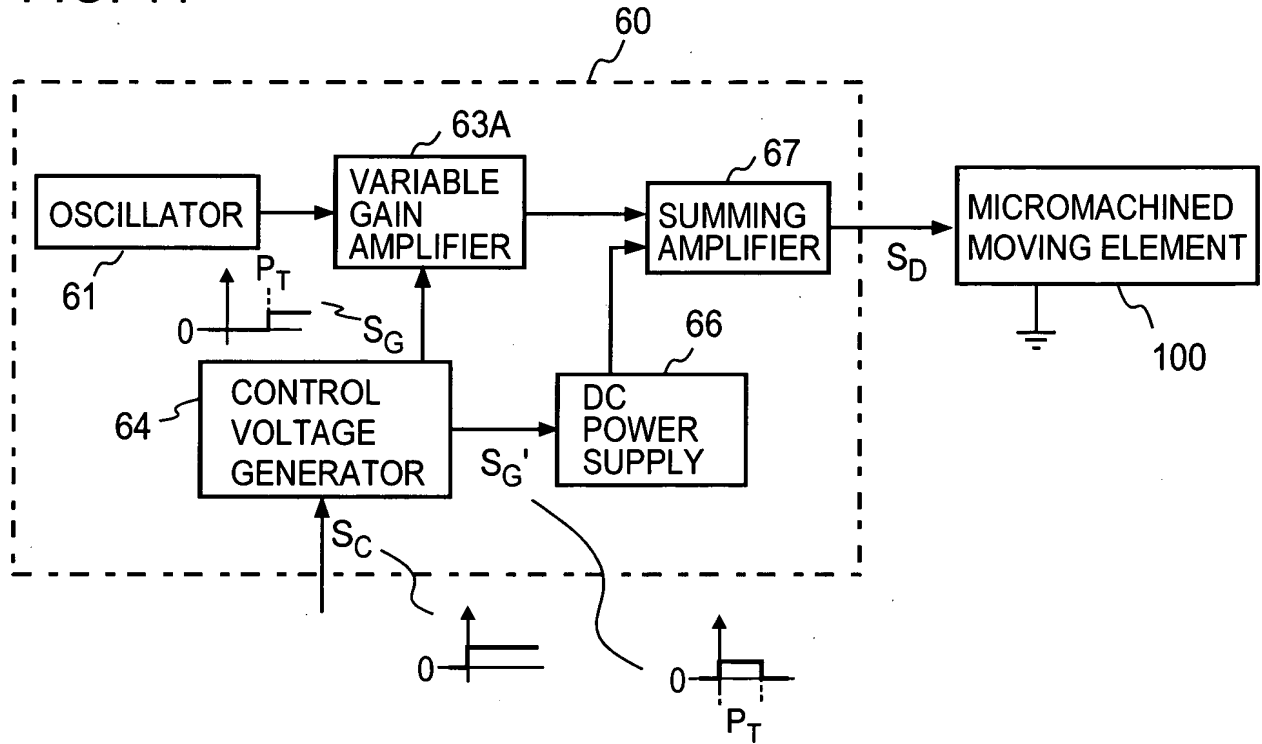 60
63A
67
OSCILLATOR
VARIABLE
GAIN
AMPLIFIER
SUMMING
AMPLIFIER
MICROMACHINED
MOVING ELEMENT
S_D
61
P_T
0
S_G
66
100
64
CONTROL
VOLTAGE
GENERATOR
DC
POWER
SUPPLY
S_G'
S_C
0
0
P_T